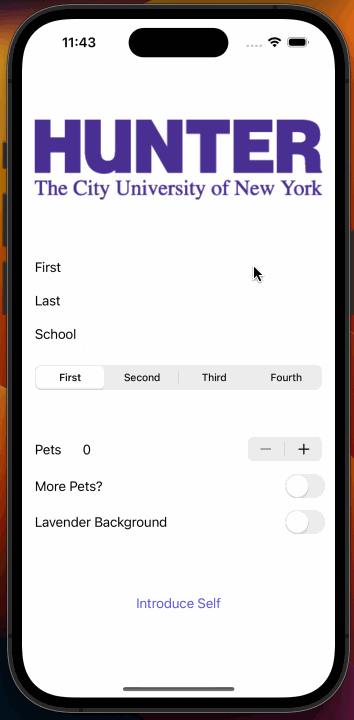 11:43
HUNTER
The City University of New York
First
Last
School
First Second Third Fourth
Pets 0
More Pets?
Lavender Background
Introduce Self